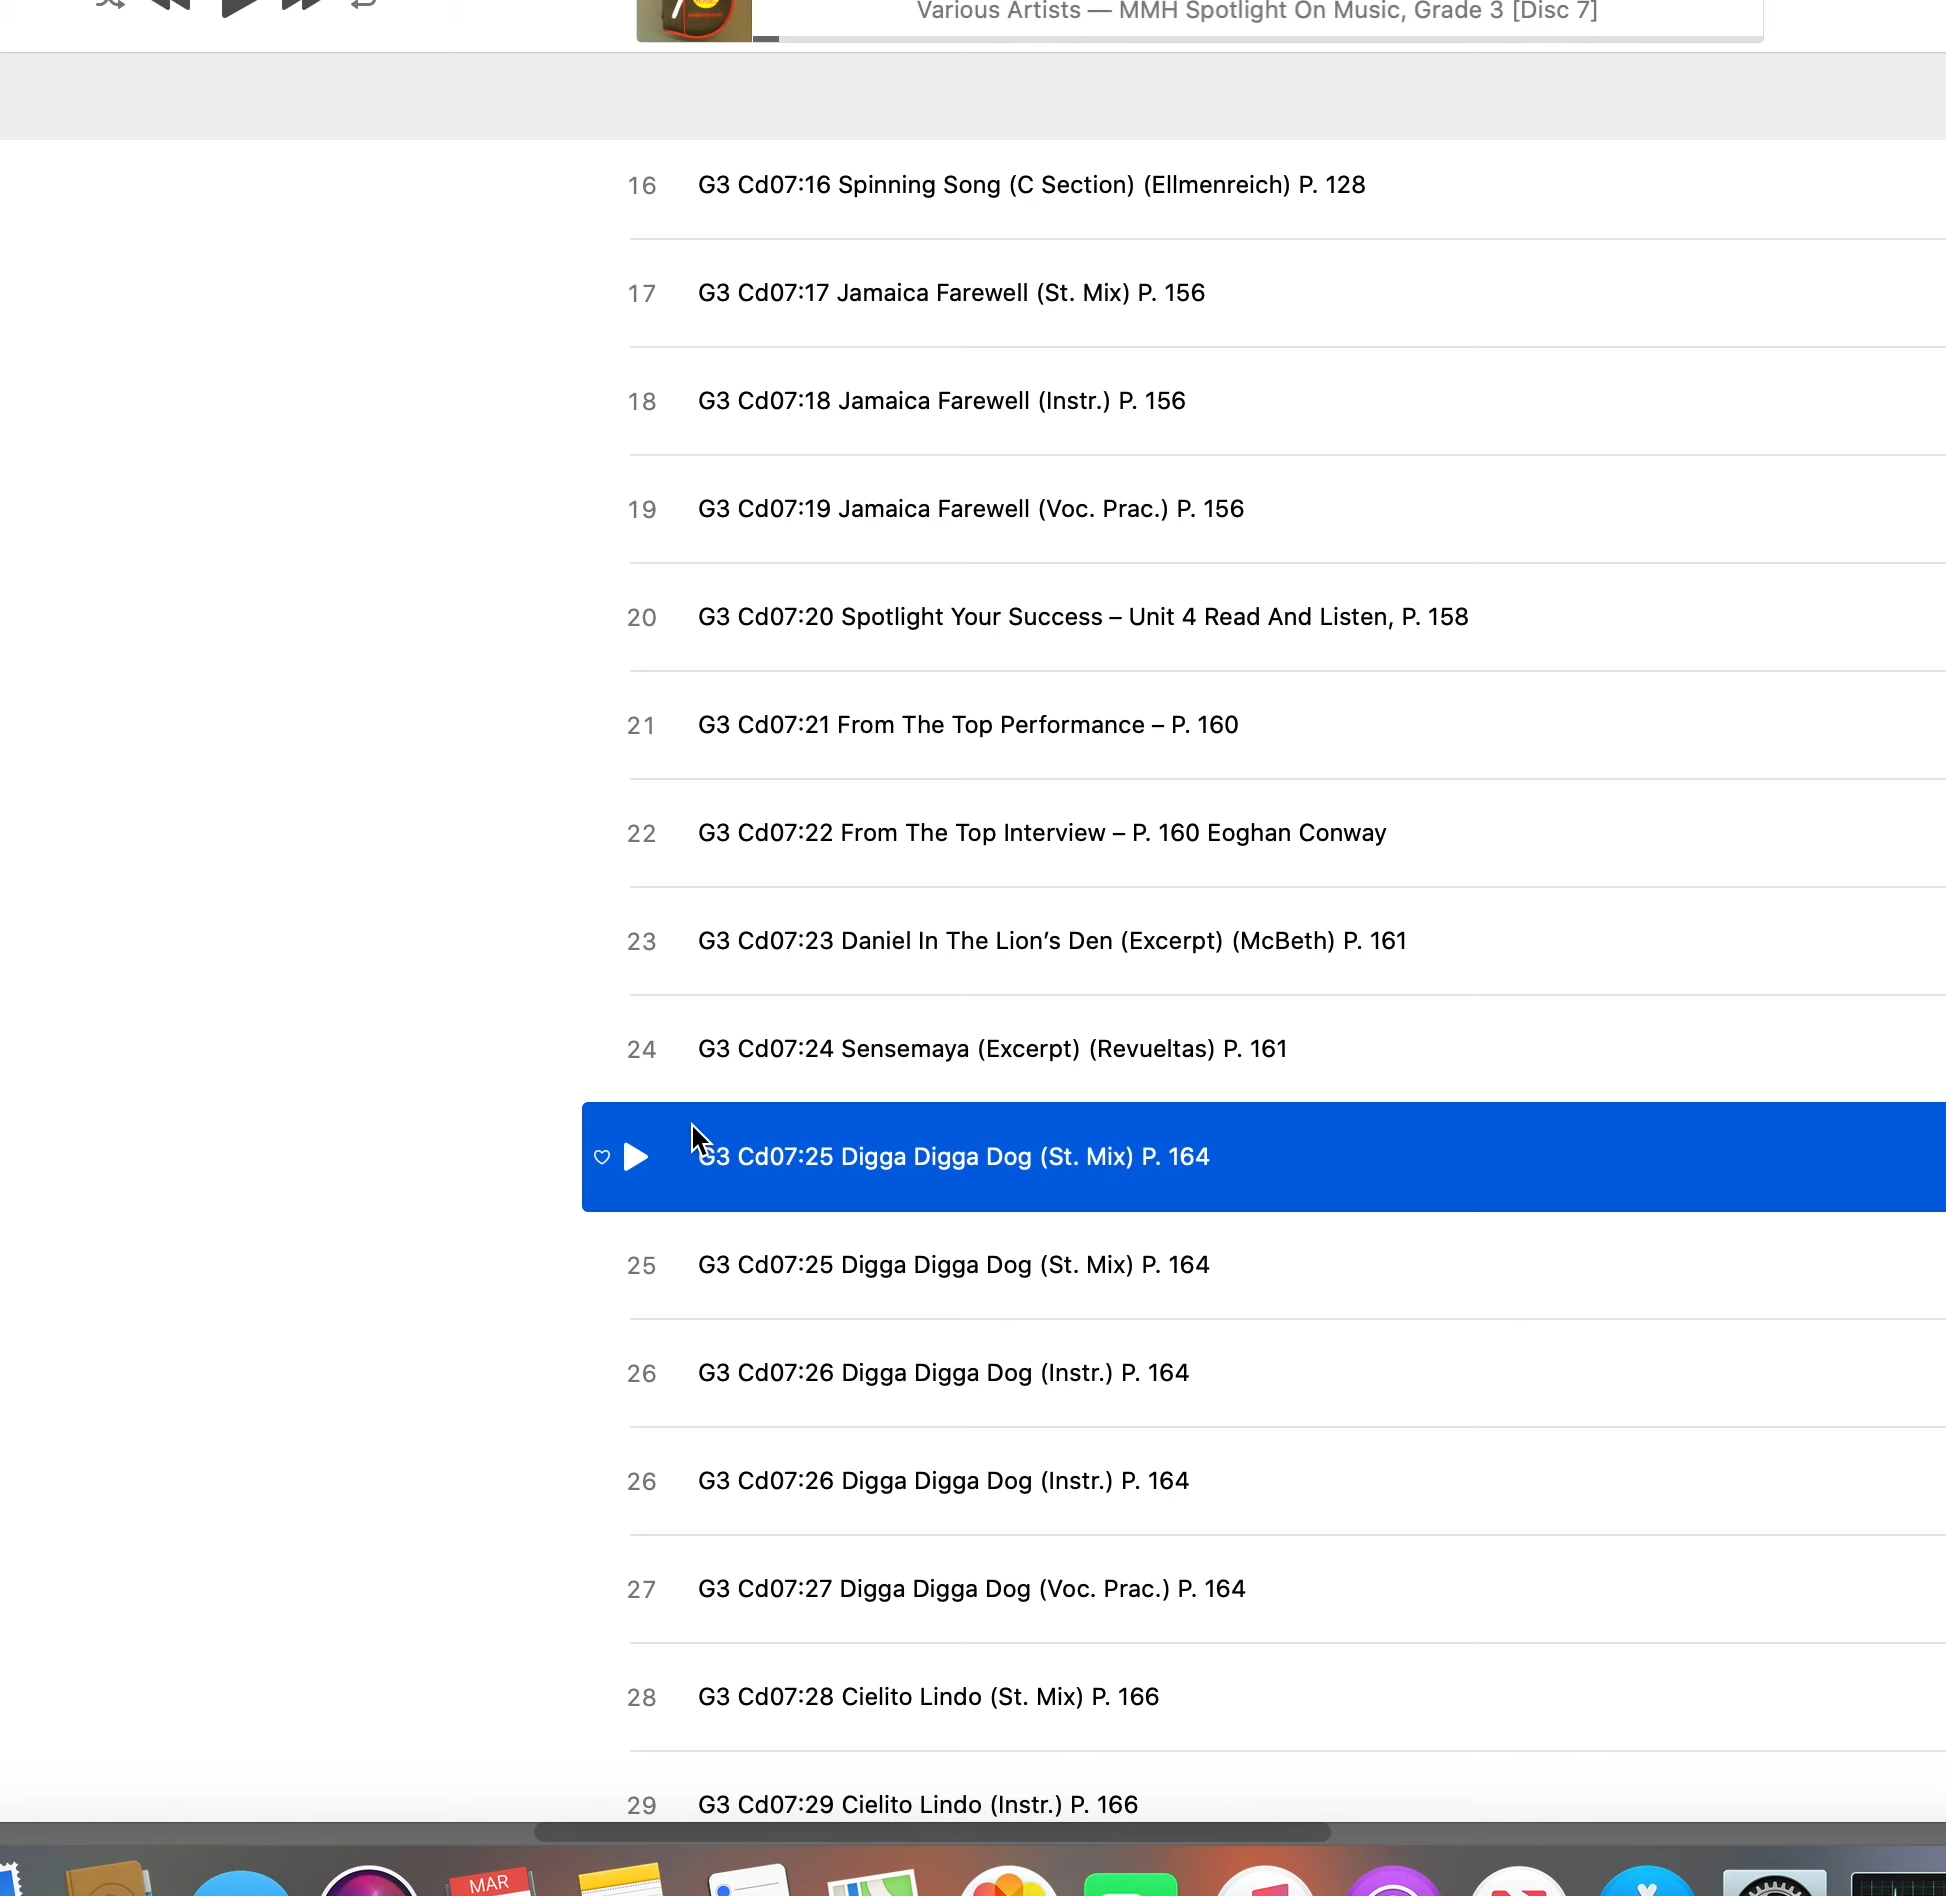 Various Artists — MMH Spotlight On Music, Grade 3 [Disc 7]
16 G3 Cd07:16 Spinning Song (C Section) (Ellmenreich) P. 128
17 G3 Cd07:17 Jamaica Farewell (St. Mix) P. 156
18 G3 Cd07:18 Jamaica Farewell (Instr.) P. 156
19 G3 Cd07:19 Jamaica Farewell (Voc. Prac.) P. 156
20 G3 Cd07:20 Spotlight Your Success – Unit 4 Read And Listen, P. 158
21 G3 Cd07:21 From The Top Performance – P. 160
22 G3 Cd07:22 From The Top Interview – P. 160 Eoghan Conway
23 G3 Cd07:23 Daniel In The Lion’s Den (Excerpt) (McBeth) P. 161
24 G3 Cd07:24 Sensemaya (Excerpt) (Revueltas) P. 161
G3 Cd07:25 Digga Digga Dog (St. Mix) P. 164
25 G3 Cd07:25 Digga Digga Dog (St. Mix) P. 164
26 G3 Cd07:26 Digga Digga Dog (Instr.) P. 164
26 G3 Cd07:26 Digga Digga Dog (Instr.) P. 164
27 G3 Cd07:27 Digga Digga Dog (Voc. Prac.) P. 164
28 G3 Cd07:28 Cielito Lindo (St. Mix) P. 166
29 G3 Cd07:29 Cielito Lindo (Instr.) P. 166
MAR